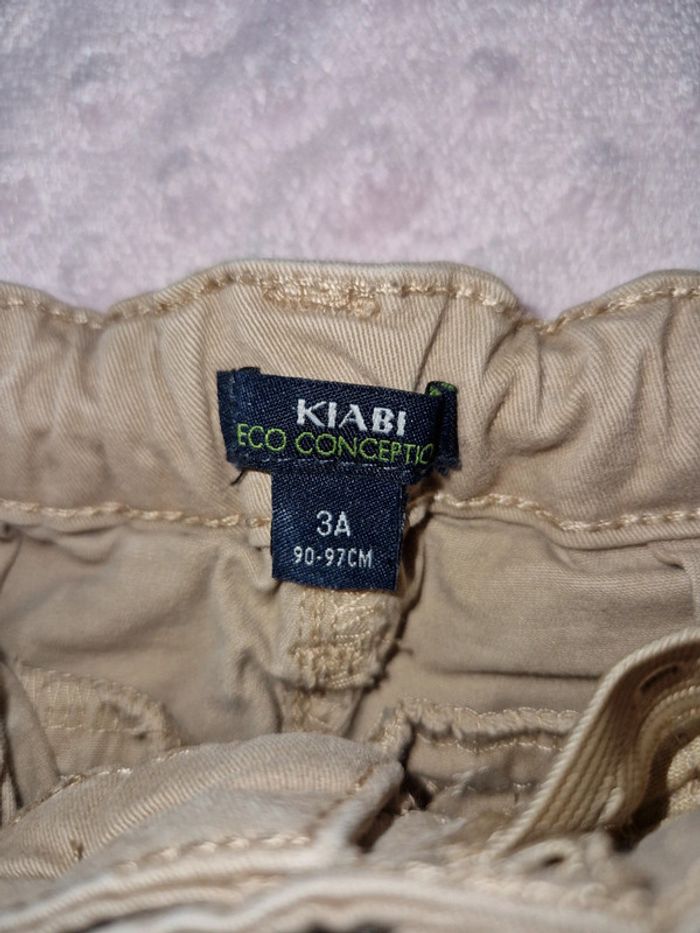 KIABI
ECO CONCEPTIO
3A
90-97CM